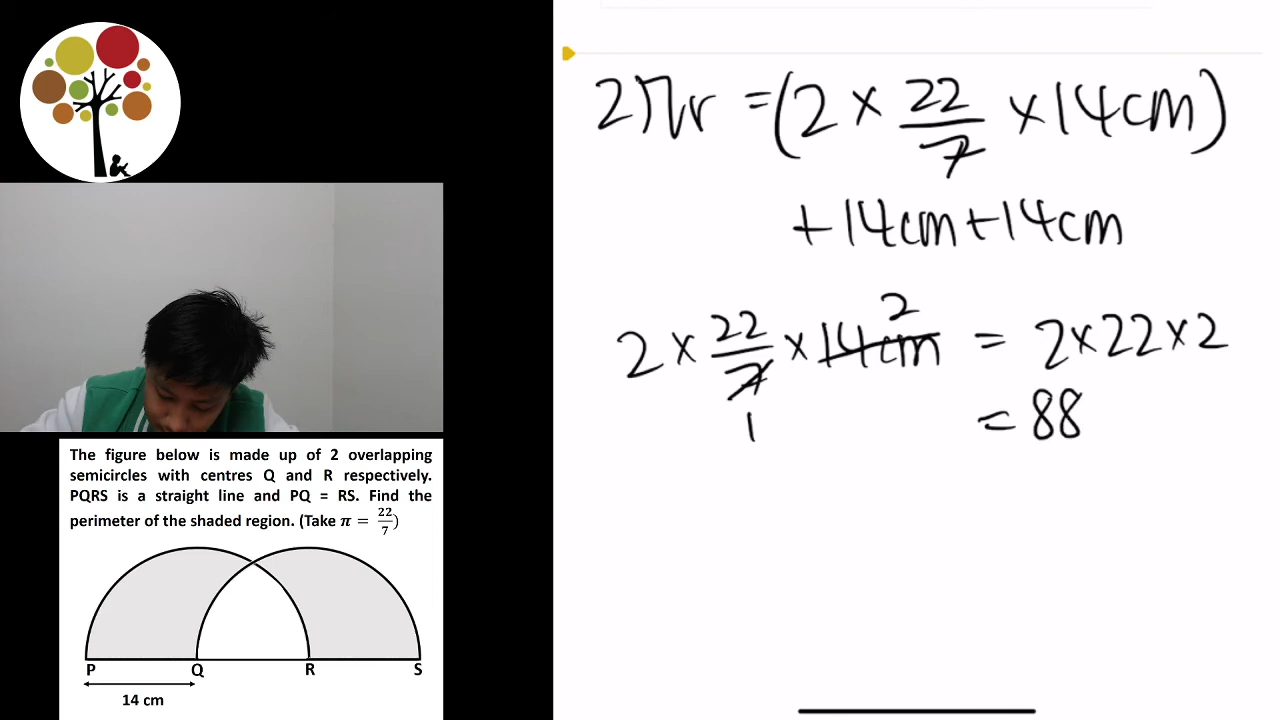 The figure below is made up of 2 overlapping
semicircles with centres Q and R respectively.
PQRS is a straight line and PQ = RS. Find the
perimeter of the shaded region. (Take π = 22/7)
P Q R S
14 cm
2πr = (2 × 22/7 × 14cm)
+14cm+14cm
2 × 22/7 × 14cm = 2×22×2
2
1
= 88